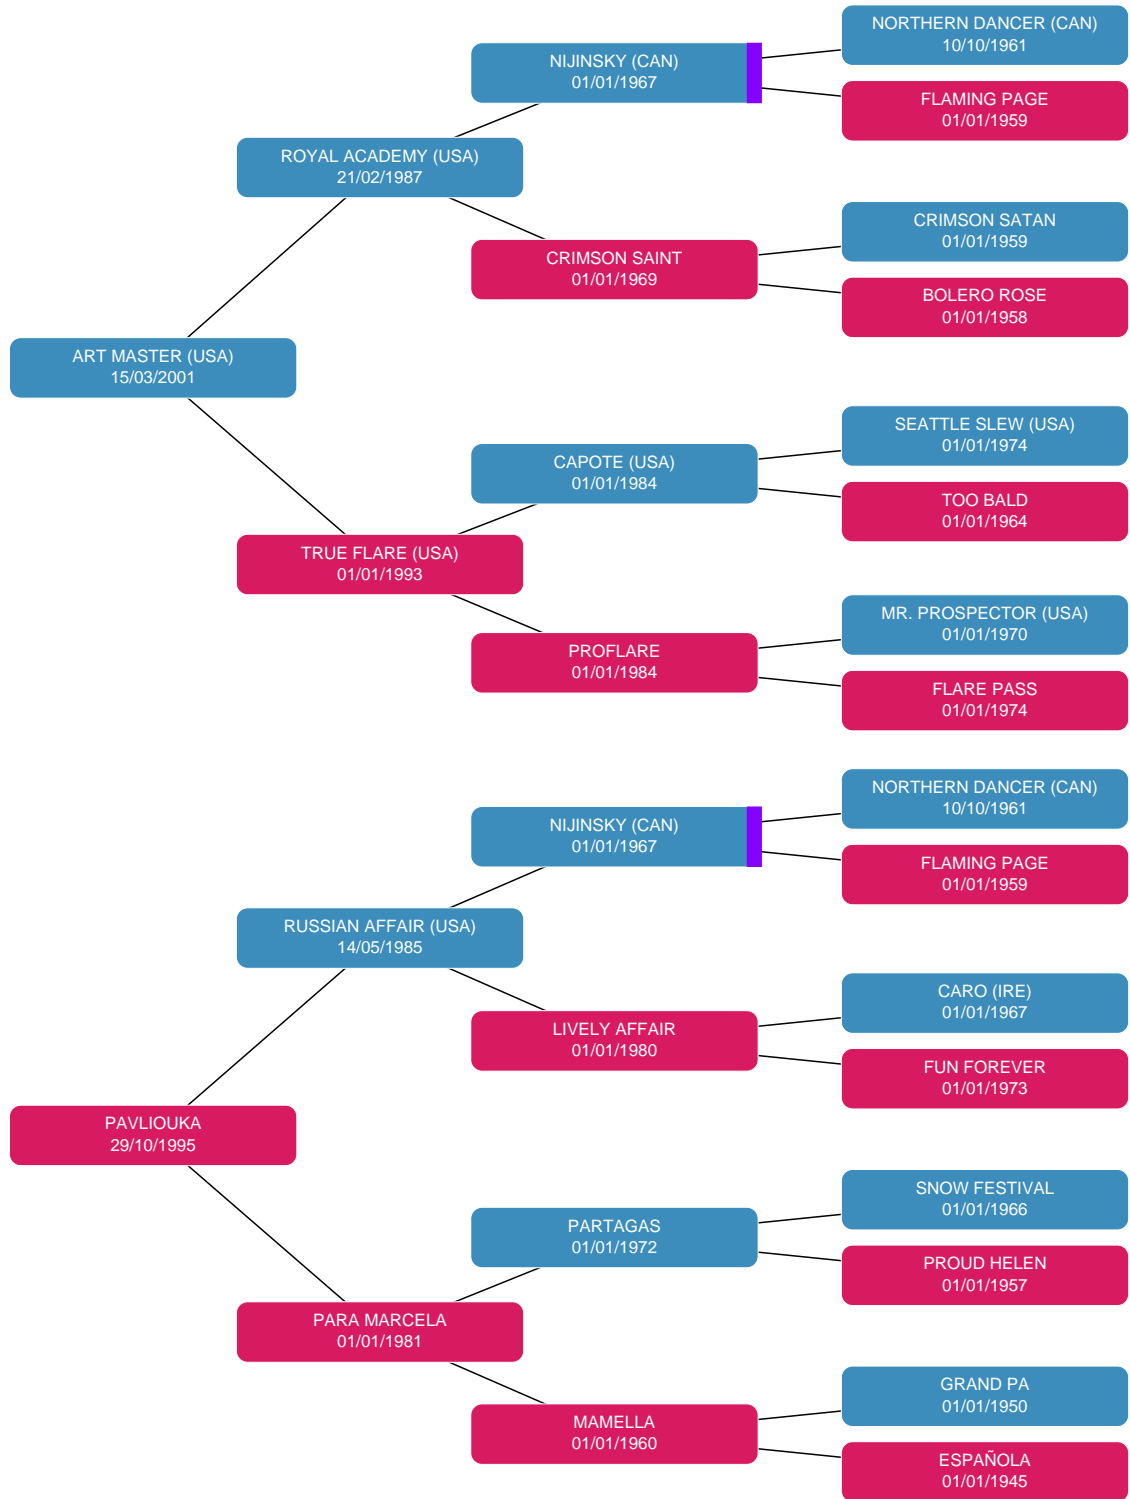 NORTHERN DANCER (CAN)
10/10/1961
NIJINSKY (CAN)
01/01/1967
FLAMING PAGE
01/01/1959
ROYAL ACADEMY (USA)
21/02/1987
CRIMSON SATAN
01/01/1959
CRIMSON SAINT
01/01/1969
BOLERO ROSE
01/01/1958
ART MASTER (USA)
15/03/2001
SEATTLE SLEW (USA)
01/01/1974
CAPOTE (USA)
01/01/1984
TOO BALD
01/01/1964
TRUE FLARE (USA)
01/01/1993
MR. PROSPECTOR (USA)
01/01/1970
PROFLARE
01/01/1984
FLARE PASS
01/01/1974
NORTHERN DANCER (CAN)
10/10/1961
NIJINSKY (CAN)
01/01/1967
FLAMING PAGE
01/01/1959
RUSSIAN AFFAIR (USA)
14/05/1985
CARO (IRE)
01/01/1967
LIVELY AFFAIR
01/01/1980
FUN FOREVER
01/01/1973
PAVLIOUKA
29/10/1995
SNOW FESTIVAL
01/01/1966
PARTAGAS
01/01/1972
PROUD HELEN
01/01/1957
PARA MARCELA
01/01/1981
GRAND PA
01/01/1950
MAMELLA
01/01/1960
ESPAÑOLA
01/01/1945